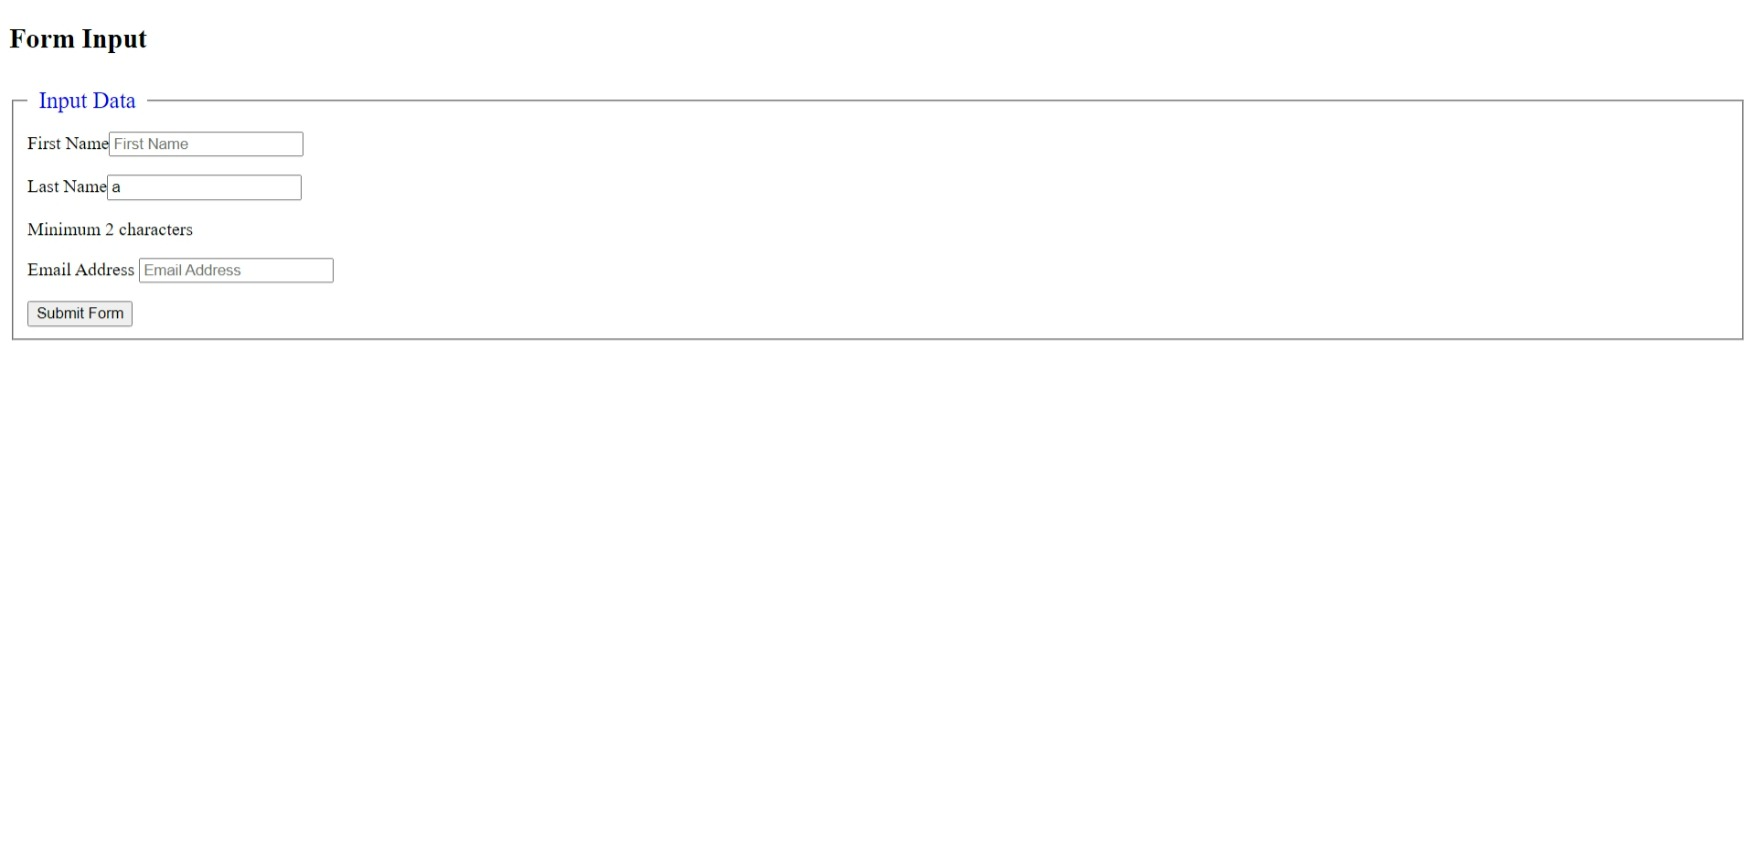 Form Input
Input Data
First Name First Name
Last Name a
Minimum 2 characters
Email Address Email Address
Submit Form